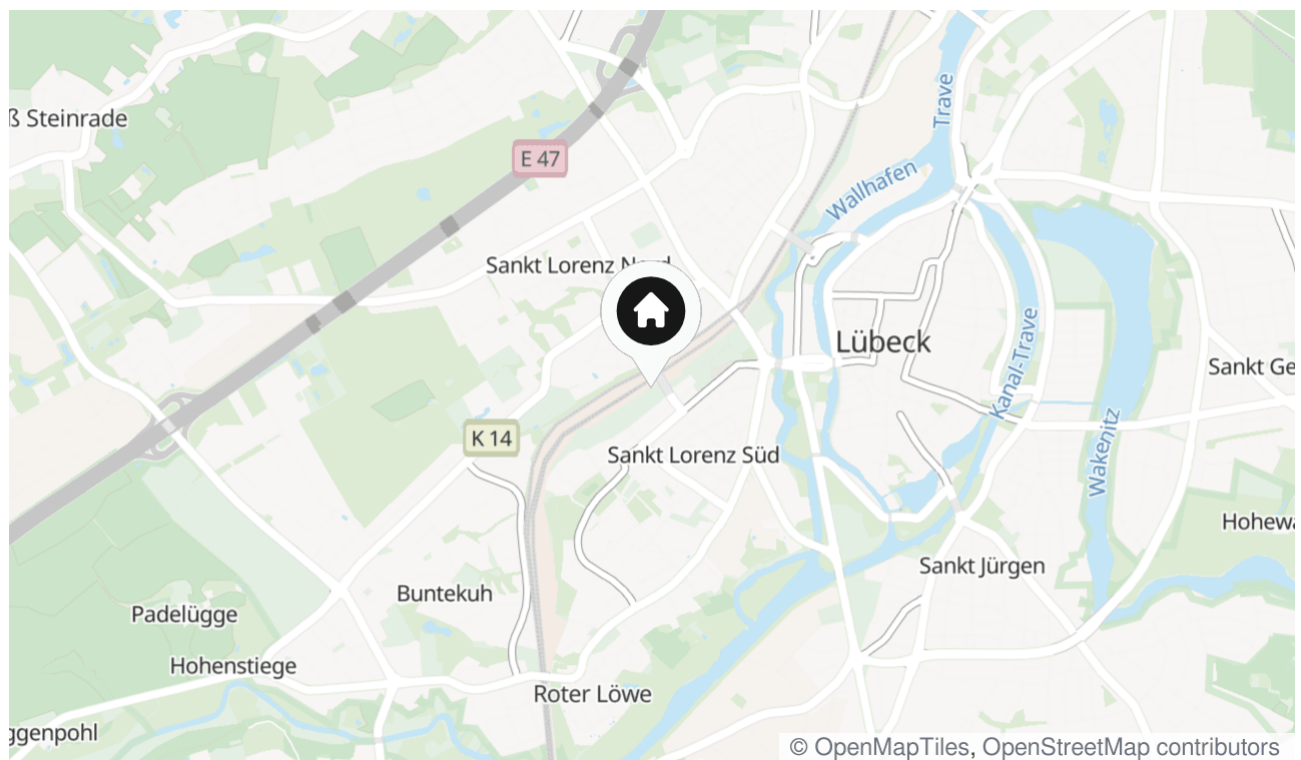 Trave
ß Steinrade
E 47
Wallhafen
Sankt Lorenz Nord
Lübeck
Kanal-Trave
Sankt Ge
K 14
Wakenitz
Sankt Lorenz Süd
Hohewa
Sankt Jürgen
Buntekuh
Padelügge
Hohenstiege
Roter Löwe
ggenpohl
© OpenMapTiles, OpenStreetMap contributors